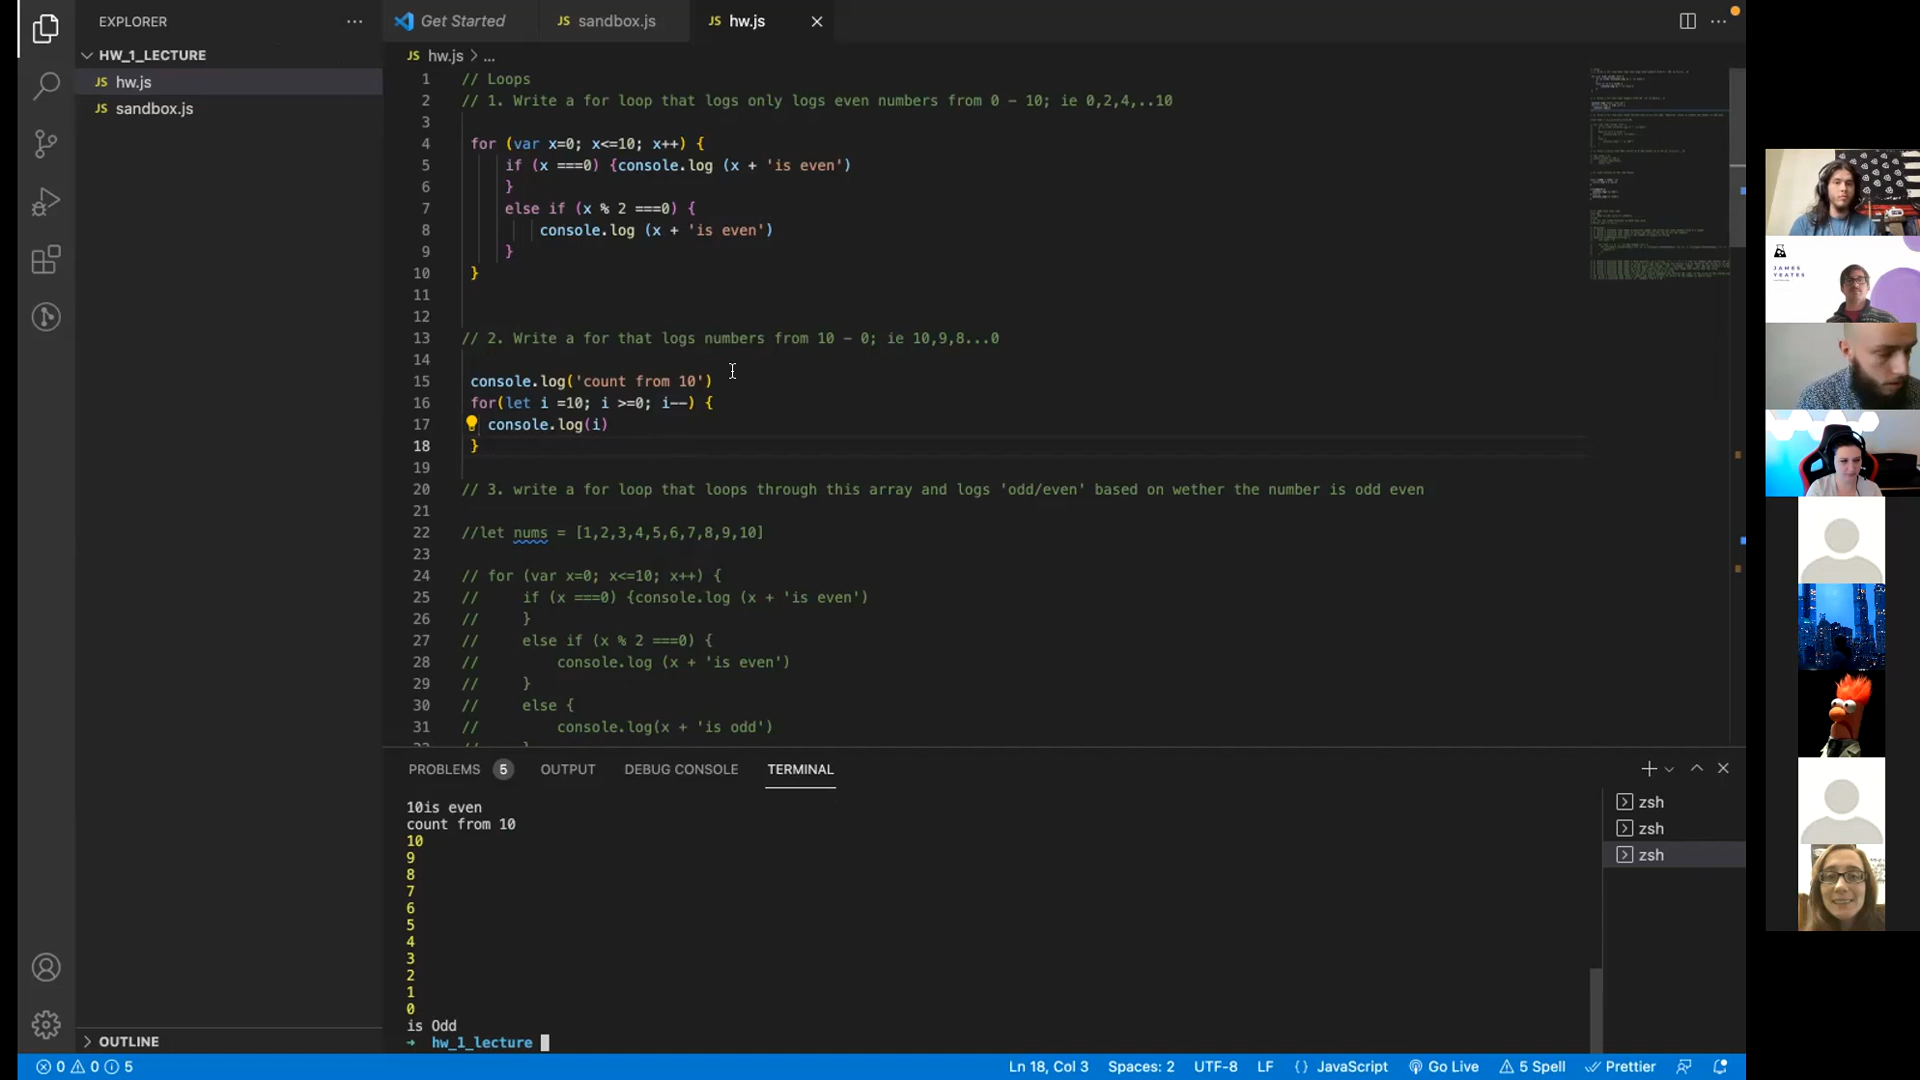 EXPLORER
Get Started
sandbox.js
hw.js
HW_1_LECTURE
hw.js
sandbox.js
OUTLINE
hw.js > ...
1 // Loops
2 // 1. Write a for loop that logs only logs even numbers from 0 - 10; ie 0,2,4,..10
3
4 for (var x=0; x<=10; x++) {
5 if (x ===0) {console.log (x + 'is even')
6 }
7 else if (x % 2 ===0) {
8 console.log (x + 'is even')
9 }
10 }
11
12
13 // 2. Write a for that logs numbers from 10 - 0; ie 10,9,8...0
14
15 console.log('count from 10')
16 for(let i =10; i >=0; i--) {
17 console.log(i)
18 }
19
20 // 3. write a for loop that loops through this array and logs 'odd/even' based on wether the number is odd even
21
22 //let nums = [1,2,3,4,5,6,7,8,9,10]
23
24 // for (var x=0; x<=10; x++) {
25 // if (x ===0) {console.log (x + 'is even')
26 // }
27 // else if (x % 2 ===0) {
28 // console.log (x + 'is even')
29 // }
30 // else {
31 // console.log(x + 'is odd')
PROBLEMS 5 OUTPUT DEBUG CONSOLE TERMINAL
10is even
count from 10
10
9
8
7
6
5
4
3
2
1
0
is Odd
→ hw_1_lecture
zsh
zsh
zsh
JAMES
YEATES
0 0 5
Ln 18, Col 3 Spaces: 2 UTF-8 LF {} JavaScript Go Live 5 Spell Prettier